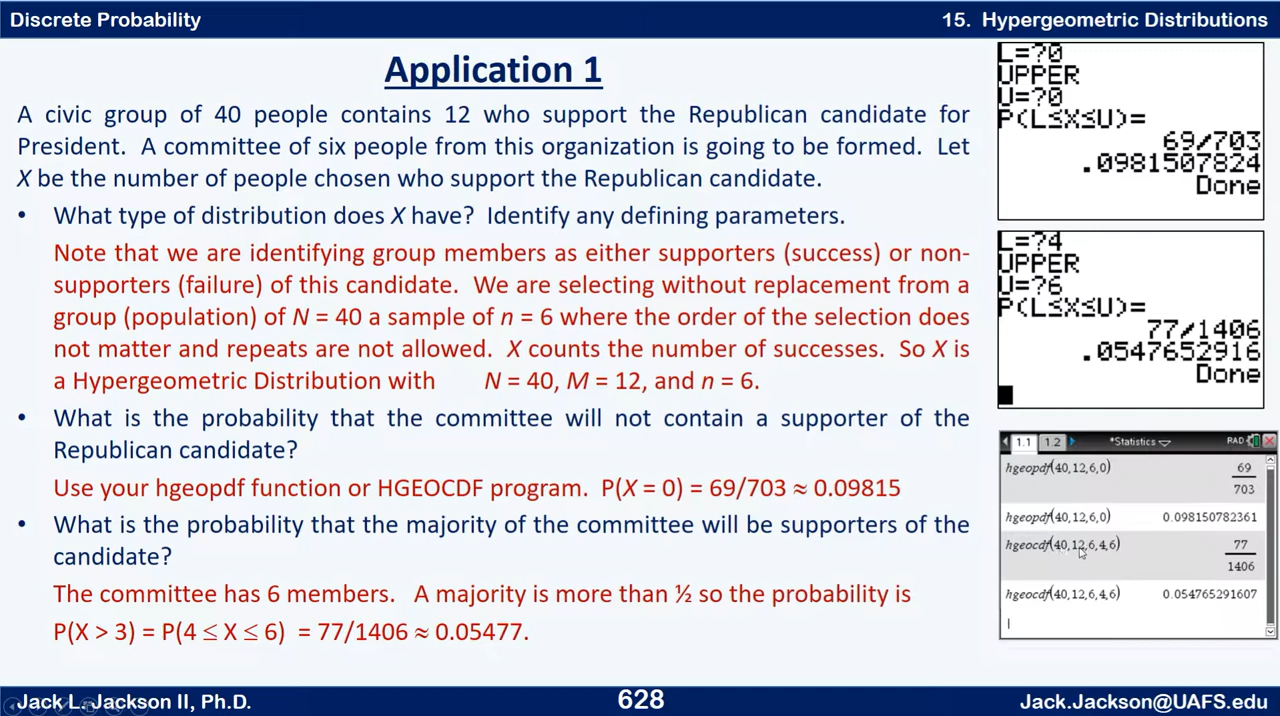 Discrete Probability
15. Hypergeometric Distributions
Application 1
A civic group of 40 people contains 12 who support the Republican candidate for
President. A committee of six people from this organization is going to be formed. Let
X be the number of people chosen who support the Republican candidate.
• What type of distribution does X have? Identify any defining parameters.
Note that we are identifying group members as either supporters (success) or non-
supporters (failure) of this candidate. We are selecting without replacement from a
group (population) of N = 40 a sample of n = 6 where the order of the selection does
not matter and repeats are not allowed. X counts the number of successes. So X is
a Hypergeometric Distribution with N = 40, M = 12, and n = 6.
• What is the probability that the committee will not contain a supporter of the
Republican candidate?
Use your hgeopdf function or HGEOCDF program. P(X = 0) = 69/703 ≈ 0.09815
• What is the probability that the majority of the committee will be supporters of the
candidate?
The committee has 6 members. A majority is more than ½ so the probability is
P(X > 3) = P(4 ≤ X ≤ 6) = 77/1406 ≈ 0.05477.
L=?0
UPPER
U=?0
P(L≤X≤U)=
69/703
.0981507824
Done
L=?4
UPPER
U=?6
P(L≤X≤U)=
77/1406
.0547652916
Done
1.1 1.2 *Statistics RAD
hgeopdf(40,12,6,0) 69/703
hgeopdf(40,12,6,0) 0.098150782361
hgeocdf(40,12,6,4,6) 77/1406
hgeocdf(40,12,6,4,6) 0.054765291607
Jack L. Jackson II, Ph.D.
628
Jack.Jackson@UAFS.edu